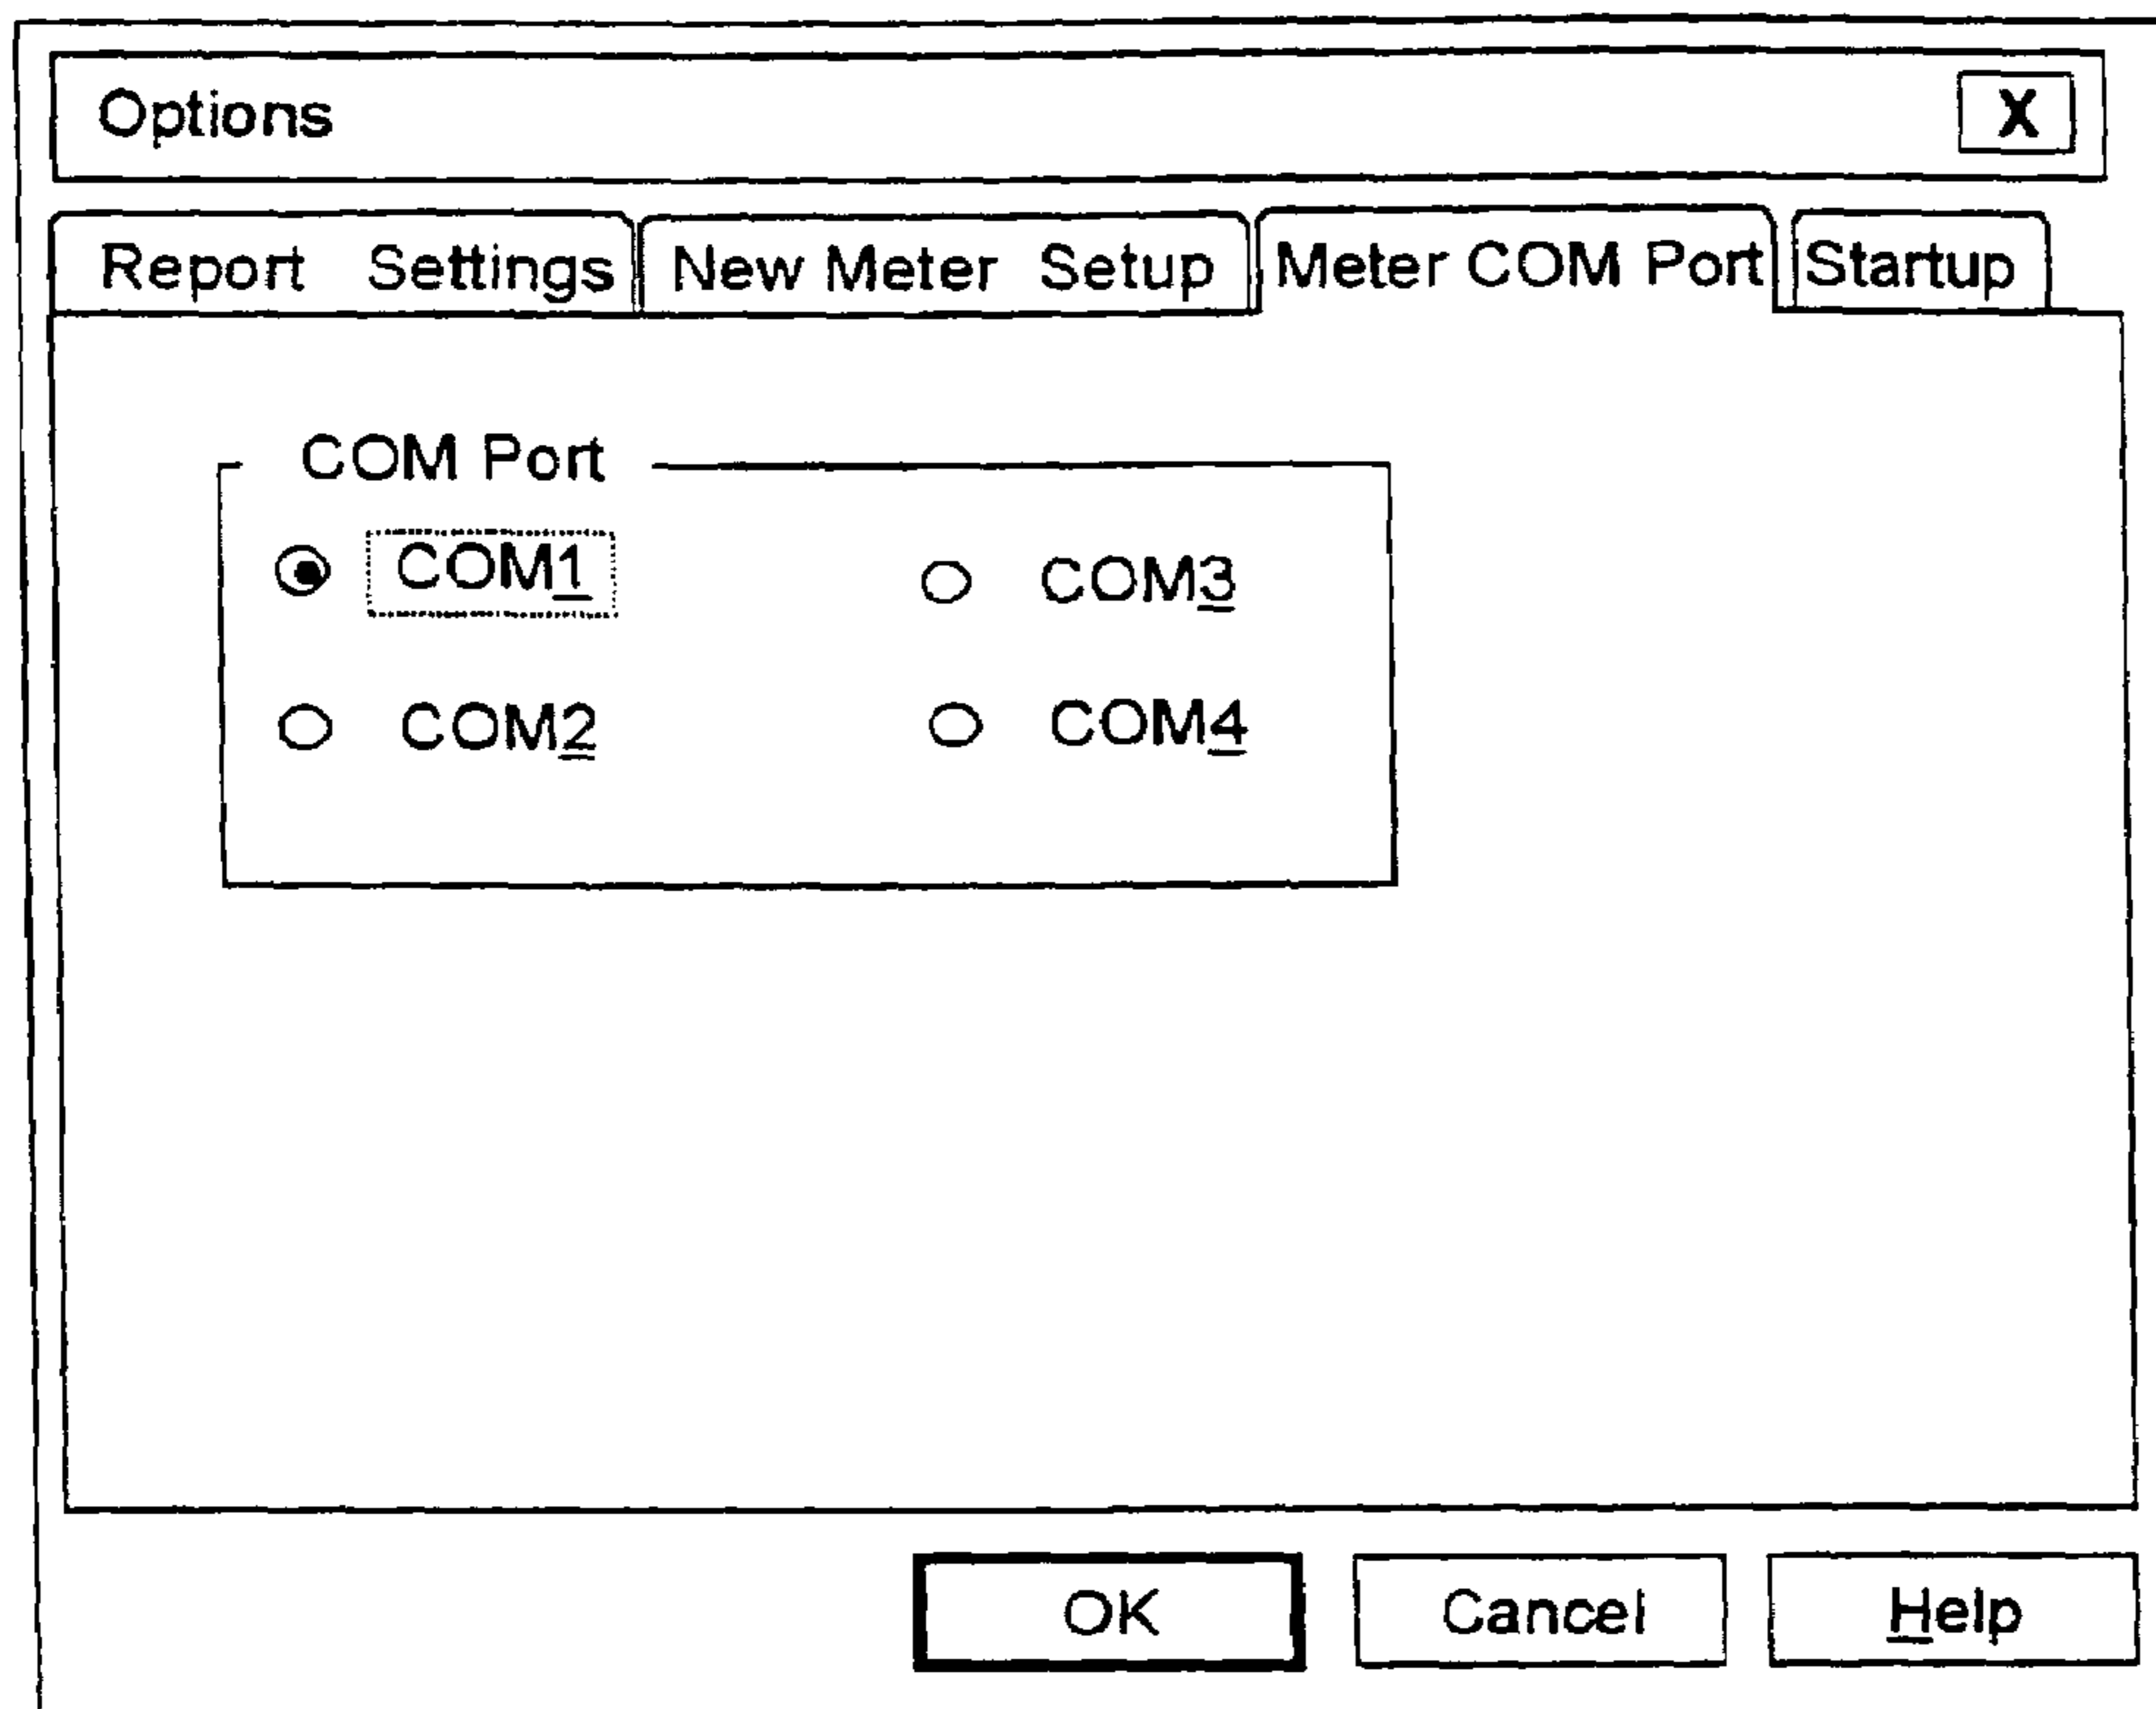 Options X
Report Settings New Meter Setup Meter COM Port Startup
COM Port
COM1 COM3
COM2 COM4
OK Cancel Help